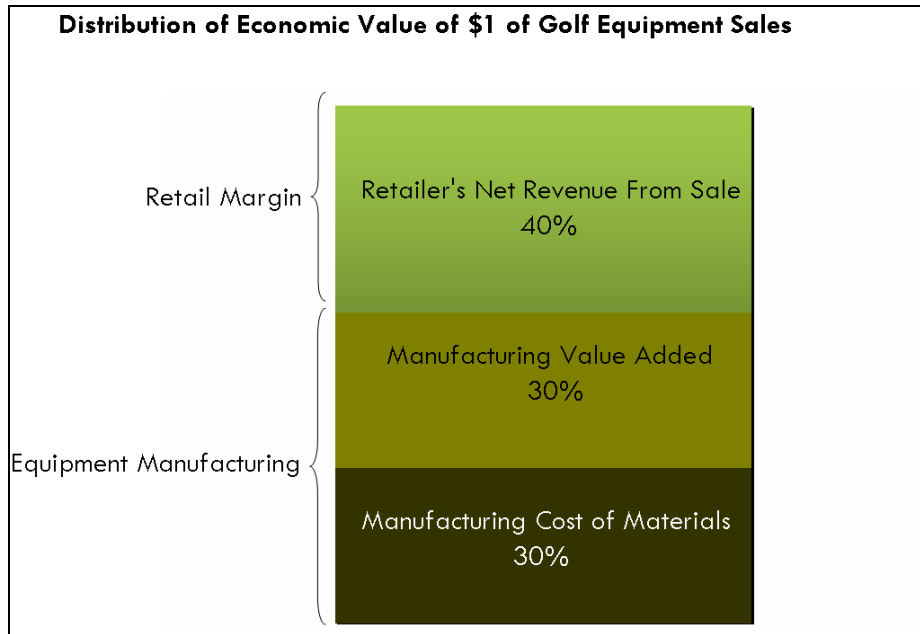 Distribution of Economic Value of $1 of Golf Equipment Sales
Retail Margin
Retailer's Net Revenue From Sale
40%
Manufacturing Value Added
30%
Equipment Manufacturing
Manufacturing Cost of Materials
30%